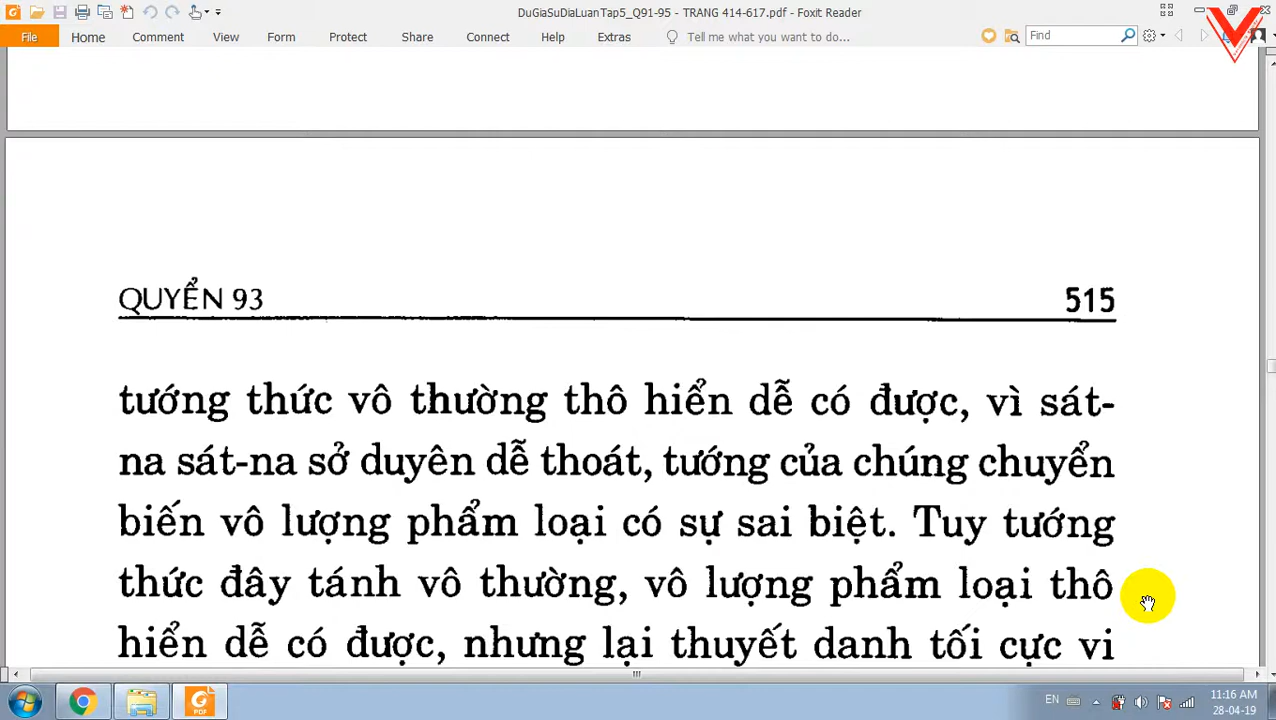 DuGiaSuDiaLuanTap5_Q91-95 - TRANG 414-617.pdf - Foxit Reader
File Home Comment View Form Protect Share Connect Help Extras Tell me what you want to do... Find
QUYỂN 93 515
tướng thức vô thường thô hiển dễ có được, vì sát-
na sát-na sở duyên dễ thoát, tướng của chúng chuyển
biến vô lượng phẩm loại có sự sai biệt. Tuy tướng
thức đây tánh vô thường, vô lượng phẩm loại thô
hiển dễ có được, nhưng lại thuyết danh tối cực vi
EN 11:16 AM
28-04-19